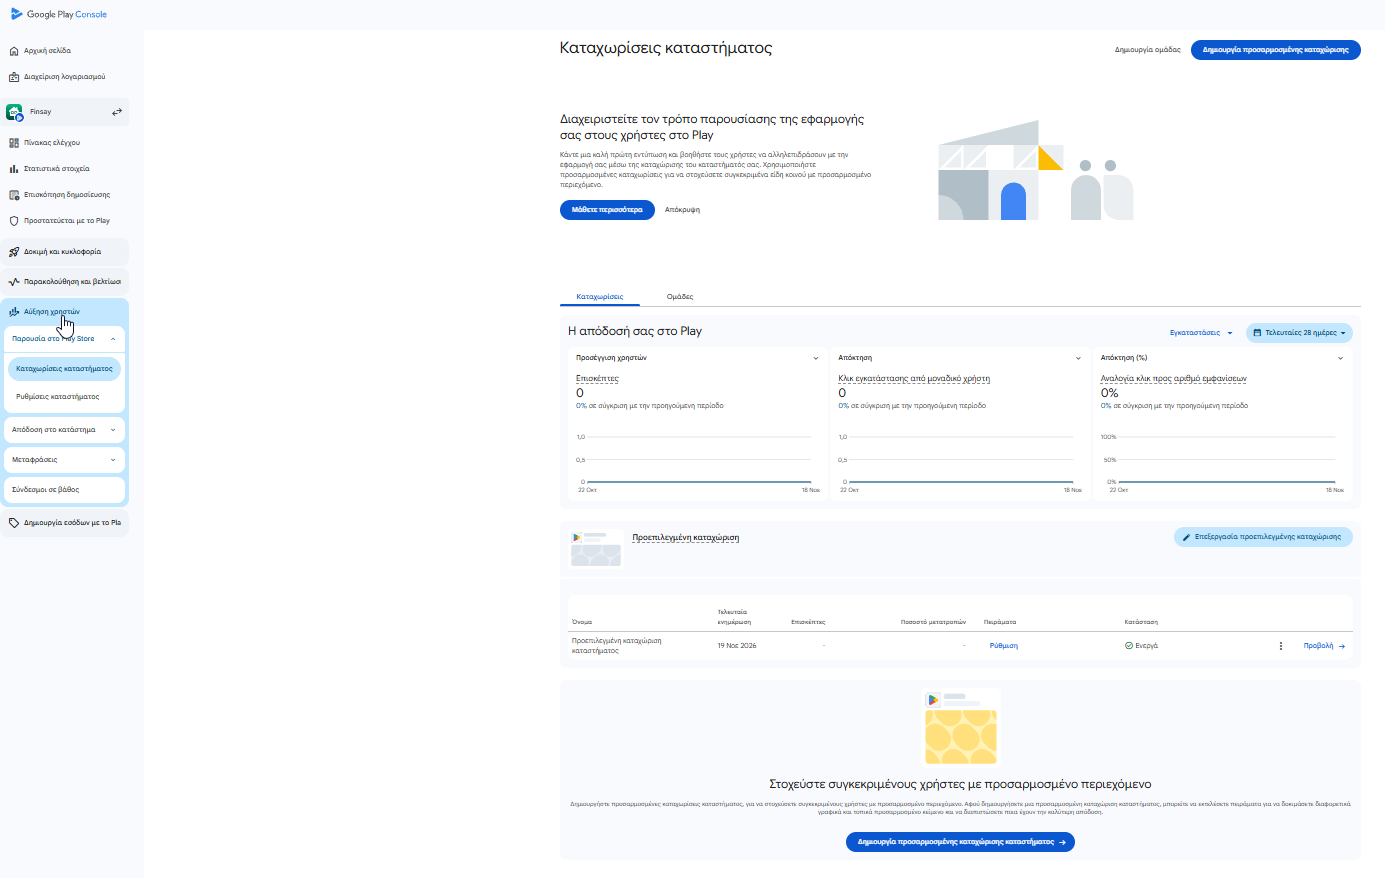 Google Play Console
Αρχική σελίδα
Διαχείριση λογαριασμού
Finsay
Πίνακας ελέγχου
Στατιστικά στοιχεία
Επισκόπηση δημοσίευσης
Προστατεύεται με το Play
Δοκιμή και κυκλοφορία
Παρακολούθηση και βελτίωσ
Αύξηση χρηστών
Παρουσία στο Play Store
Καταχωρίσεις καταστήματος
Ρυθμίσεις καταστήματος
Απόδοση στο κατάστημα
Μεταφράσεις
Σύνδεσμοι σε βάθος
Δημιουργία εσόδων με το Pla
Καταχωρίσεις καταστήματος
Δημιουργία ομάδας
Δημιουργία προσαρμοσμένης καταχώρισης
Διαχειριστείτε τον τρόπο παρουσίασης της εφαρμογής
σας στους χρήστες στο Play
Κάντε μια καλή πρώτη εντύπωση και βοηθήστε τους χρήστες να αλληλεπιδράσουν με την
εφαρμογή σας μέσω της καταχώρισης του καταστήματός σας. Χρησιμοποιήστε
προσαρμοσμένες καταχωρίσεις για να στοχεύσετε συγκεκριμένα είδη κοινού με προσαρμοσμένο
περιεχόμενο.
Μάθετε περισσότερα
Απόκρυψη
Καταχωρίσεις
Ομάδες
Η απόδοσή σας στο Play
Εγκαταστάσεις
Τελευταίες 28 ημέρες
Προσέγγιση χρηστών
Επισκέπτες
0
0% σε σύγκριση με την προηγούμενη περίοδο
1,0
0,5
0
22 Οκτ
18 Νοε
Απόκτηση
Κλικ εγκατάστασης από μοναδικό χρήστη
0
0% σε σύγκριση με την προηγούμενη περίοδο
1,0
0,5
0
22 Οκτ
18 Νοε
Απόκτηση (%)
Αναλογία κλικ προς αριθμό εμφανίσεων
0%
0% σε σύγκριση με την προηγούμενη περίοδο
100%
50%
0%
22 Οκτ
18 Νοε
Προεπιλεγμένη καταχώριση
Επεξεργασία προεπιλεγμένης καταχώρισης
Όνομα
Τελευταία
ενημέρωση
Επισκέπτες
Ποσοστό μετατροπών
Πειράματα
Κατάσταση
Προεπιλεγμένη καταχώριση
καταστήματος
19 Νοε 2026
-
-
Ρύθμιση
Ενεργό
Προβολή
Στοχεύστε συγκεκριμένους χρήστες με προσαρμοσμένο περιεχόμενο
Δημιουργήστε προσαρμοσμένες καταχωρίσεις καταστήματος, για να στοχεύσετε συγκεκριμένους χρήστες με προσαρμοσμένο περιεχόμενο. Αφού δημιουργήσετε μια προσαρμοσμένη καταχώριση καταστήματος, μπορείτε να εκτελέσετε πειράματα για να δοκιμάσετε διαφορετικά
γραφικά και τοπικά προσαρμοσμένο κείμενο και να διαπιστώσετε ποια έχουν την καλύτερη απόδοση.
Δημιουργία προσαρμοσμένης καταχώρισης καταστήματος